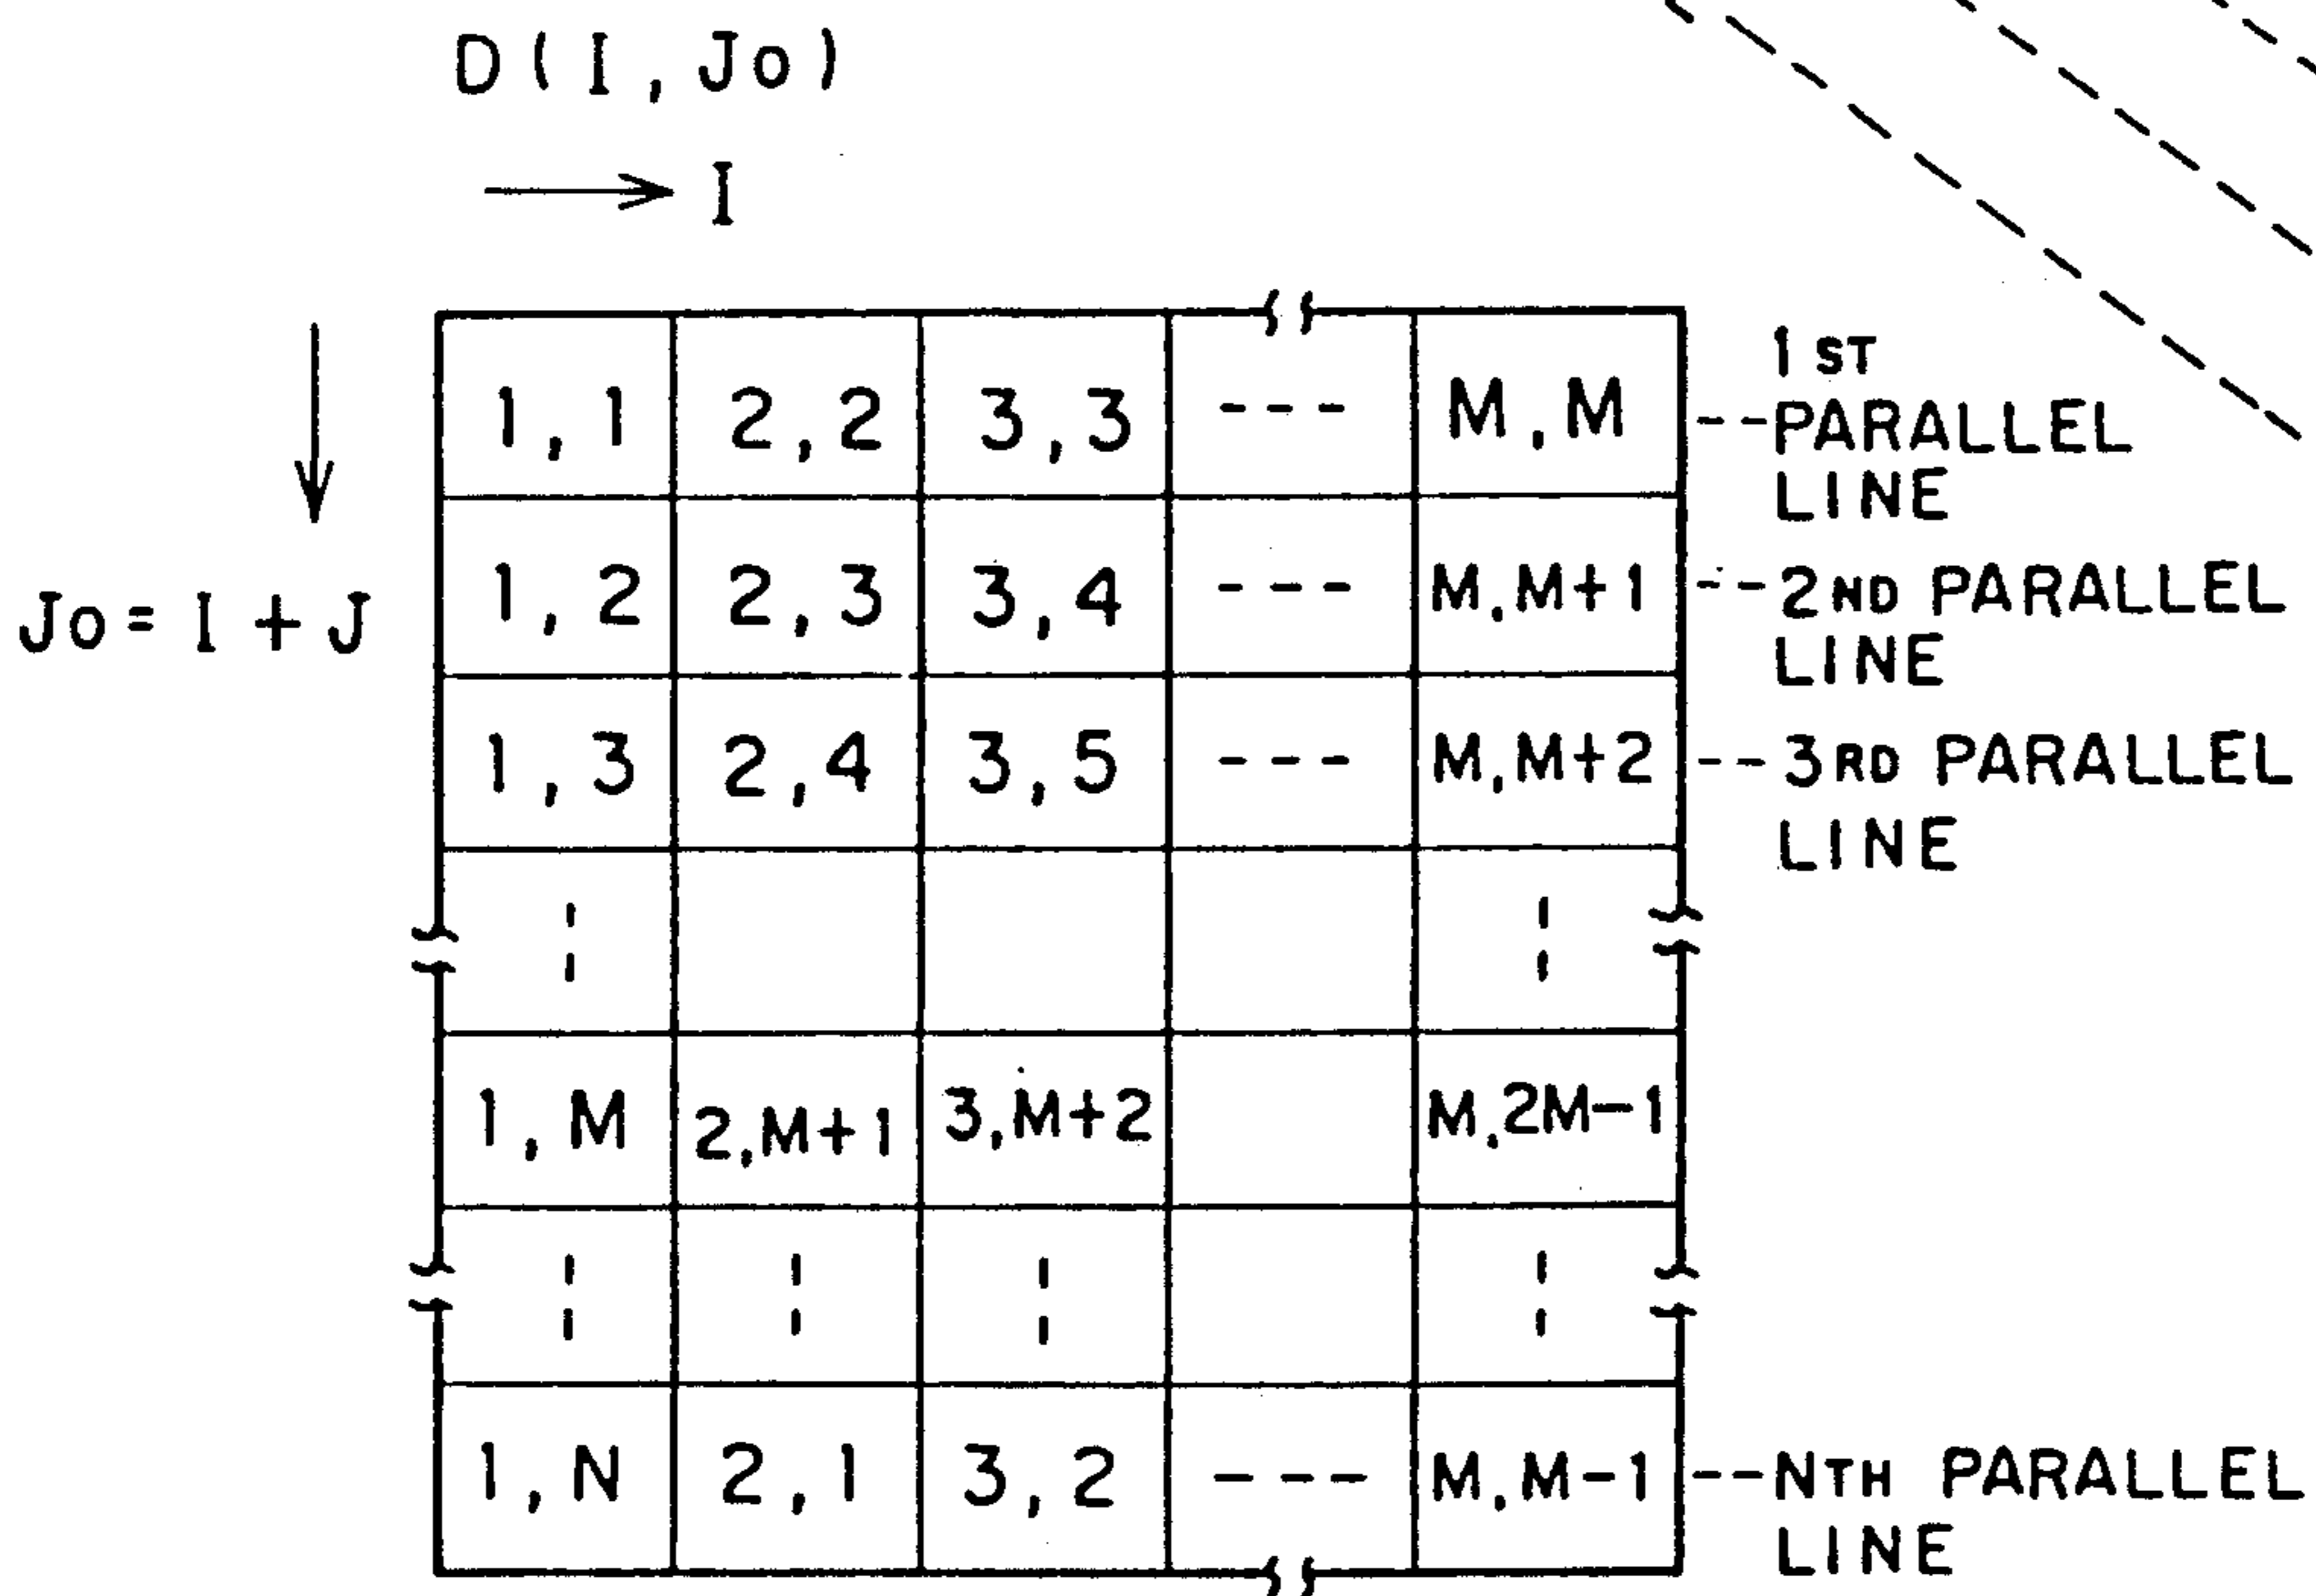 D(I,Jo)
I
Jo=I+J
1,1 2,2 3,3 --- M,M --1ST PARALLEL LINE
1,2 2,3 3,4 --- M,M+1 --2ND PARALLEL LINE
1,3 2,4 3,5 --- M,M+2 --3RD PARALLEL LINE
1,M 2,M+1 3,M+2 M,2M-1
1,N 2,1 3,2 --- M,M-1 --NTH PARALLEL LINE